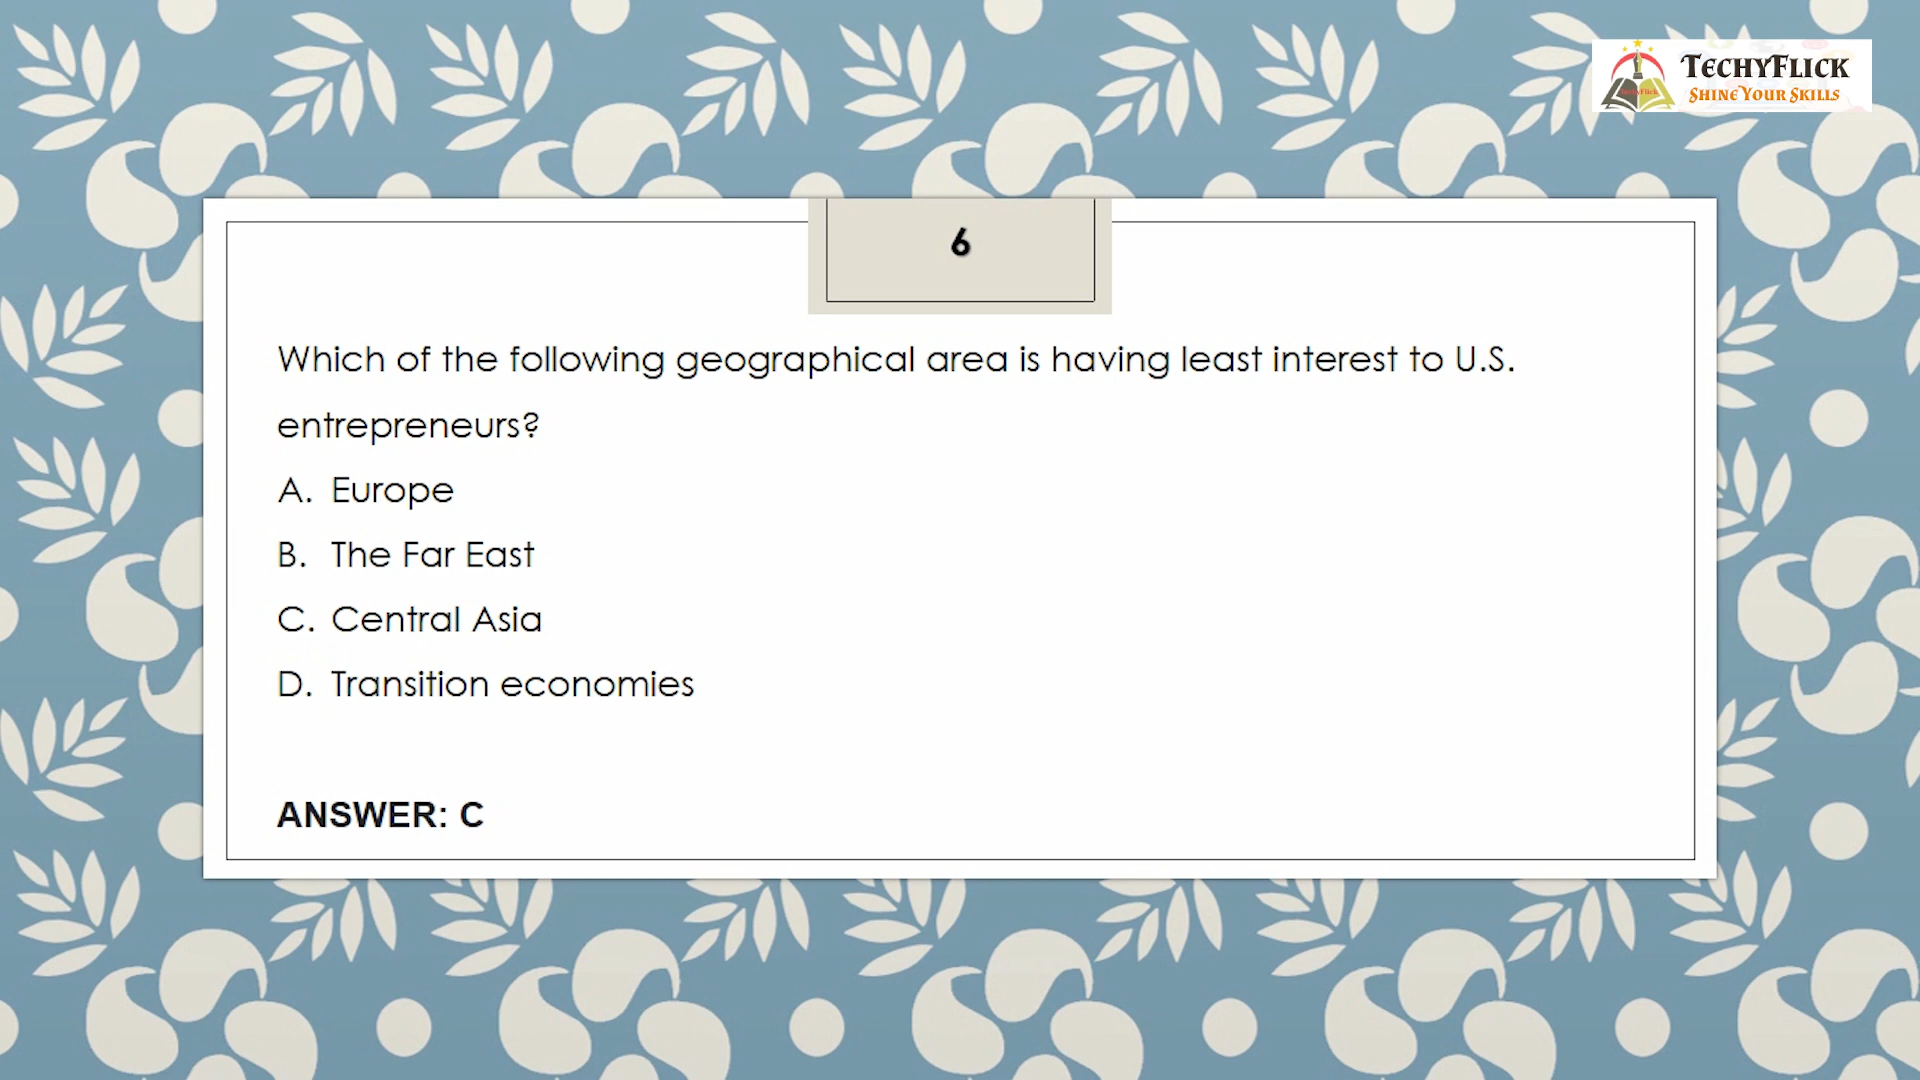 TECHYFLICK
SHINE YOUR SKILLS
6
Which of the following geographical area is having least interest to U.S.
entrepreneurs?
A. Europe
B. The Far East
C. Central Asia
D. Transition economies
ANSWER: C